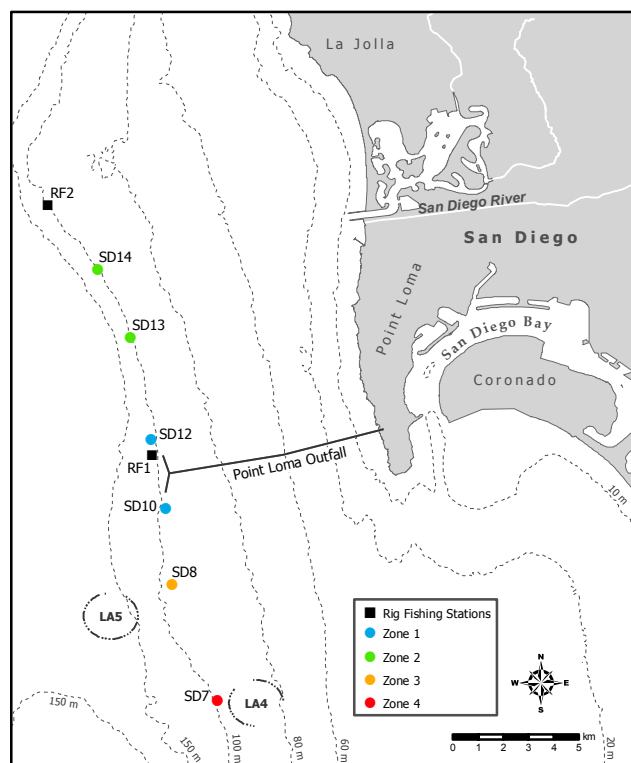 La Jolla
RF2
San Diego River
San Diego
SD14
Point Loma
SD13
San Diego Bay
Coronado
SD12
RF1
Point Loma Outfall
SD10
10 m
SD8
LA5
Rig Fishing Stations
Zone 1
Zone 2
Zone 3
Zone 4
N
W E
S
SD7
LA4
150 m
150 m
100 m
80 m
60 m
20 m
0 1 2 3 4 5
km